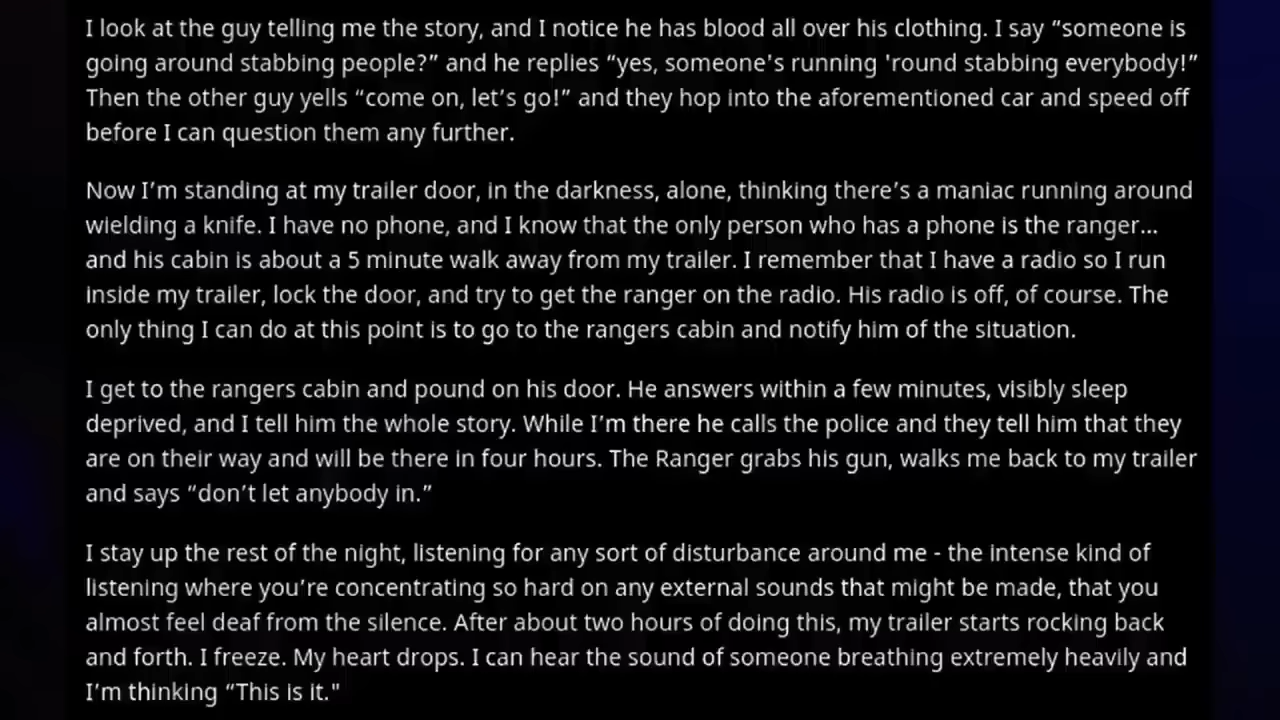 I look at the guy telling me the story, and I notice he has blood all over his clothing. I say “someone is
going around stabbing people?” and he replies “yes, someone's running 'round stabbing everybody!”
Then the other guy yells “come on, let’s go!” and they hop into the aforementioned car and speed off
before I can question them any further.
Now I’m standing at my trailer door, in the darkness, alone, thinking there’s a maniac running around
wielding a knife. I have no phone, and I know that the only person who has a phone is the ranger...
and his cabin is about a 5 minute walk away from my trailer. I remember that I have a radio so I run
inside my trailer, lock the door, and try to get the ranger on the radio. His radio is off, of course. The
only thing I can do at this point is to go to the rangers cabin and notify him of the situation.
I get to the rangers cabin and pound on his door. He answers within a few minutes, visibly sleep
deprived, and I tell him the whole story. While I’m there he calls the police and they tell him that they
are on their way and will be there in four hours. The Ranger grabs his gun, walks me back to my trailer
and says “don’t let anybody in.”
I stay up the rest of the night, listening for any sort of disturbance around me - the intense kind of
listening where you’re concentrating so hard on any external sounds that might be made, that you
almost feel deaf from the silence. After about two hours of doing this, my trailer starts rocking back
and forth. I freeze. My heart drops. I can hear the sound of someone breathing extremely heavily and
I’m thinking “This is it."